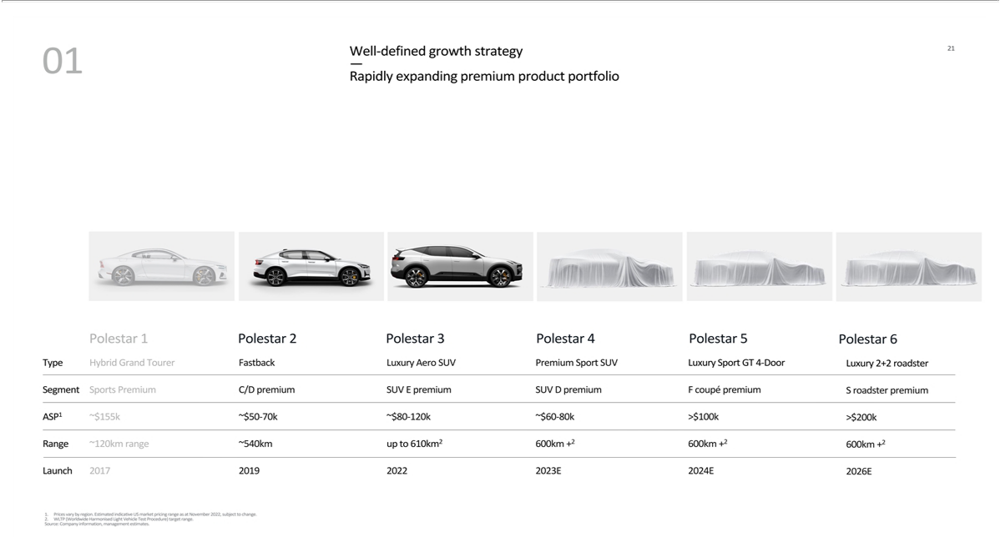 01
Well-defined growth strategy
Rapidly expanding premium product portfolio
21
Polestar 1 Polestar 2 Polestar 3 Polestar 4 Polestar 5 Polestar 6
Type Hybrid Grand Tourer Fastback Luxury Aero SUV Premium Sport SUV Luxury Sport GT 4-Door Luxury 2+2 roadster
Segment Sports Premium C/D premium SUV E premium SUV D premium F coupé premium S roadster premium
ASP¹ ~$155k ~$50-70k ~$80-120k ~$60-80k >$100k >$200k
Range ~120km range ~540km up to 610km² 600km +² 600km +² 600km +²
Launch 2017 2019 2022 2023E 2024E 2026E
1. Prices vary by region. Estimated indicative US market pricing range as at November 2022, subject to change.
2. WLTP (Worldwide Harmonised Light Vehicle Test Procedure) target range.
Source: Company information, management estimates.